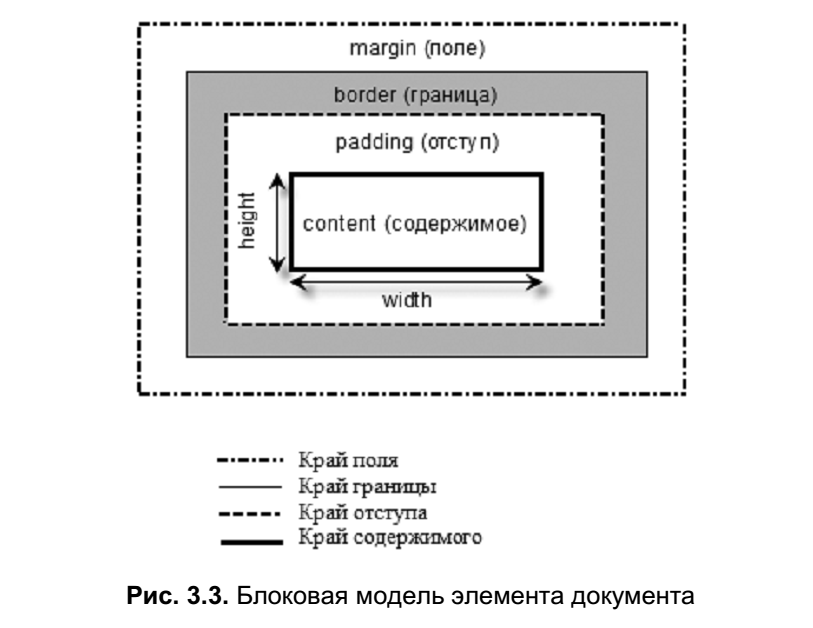 margin (поле)
border (граница)
padding (отступ)
height
content (содержимое)
width
Край поля
Край границы
Край отступа
Край содержимого
Рис. 3.3. Блоковая модель элемента документа